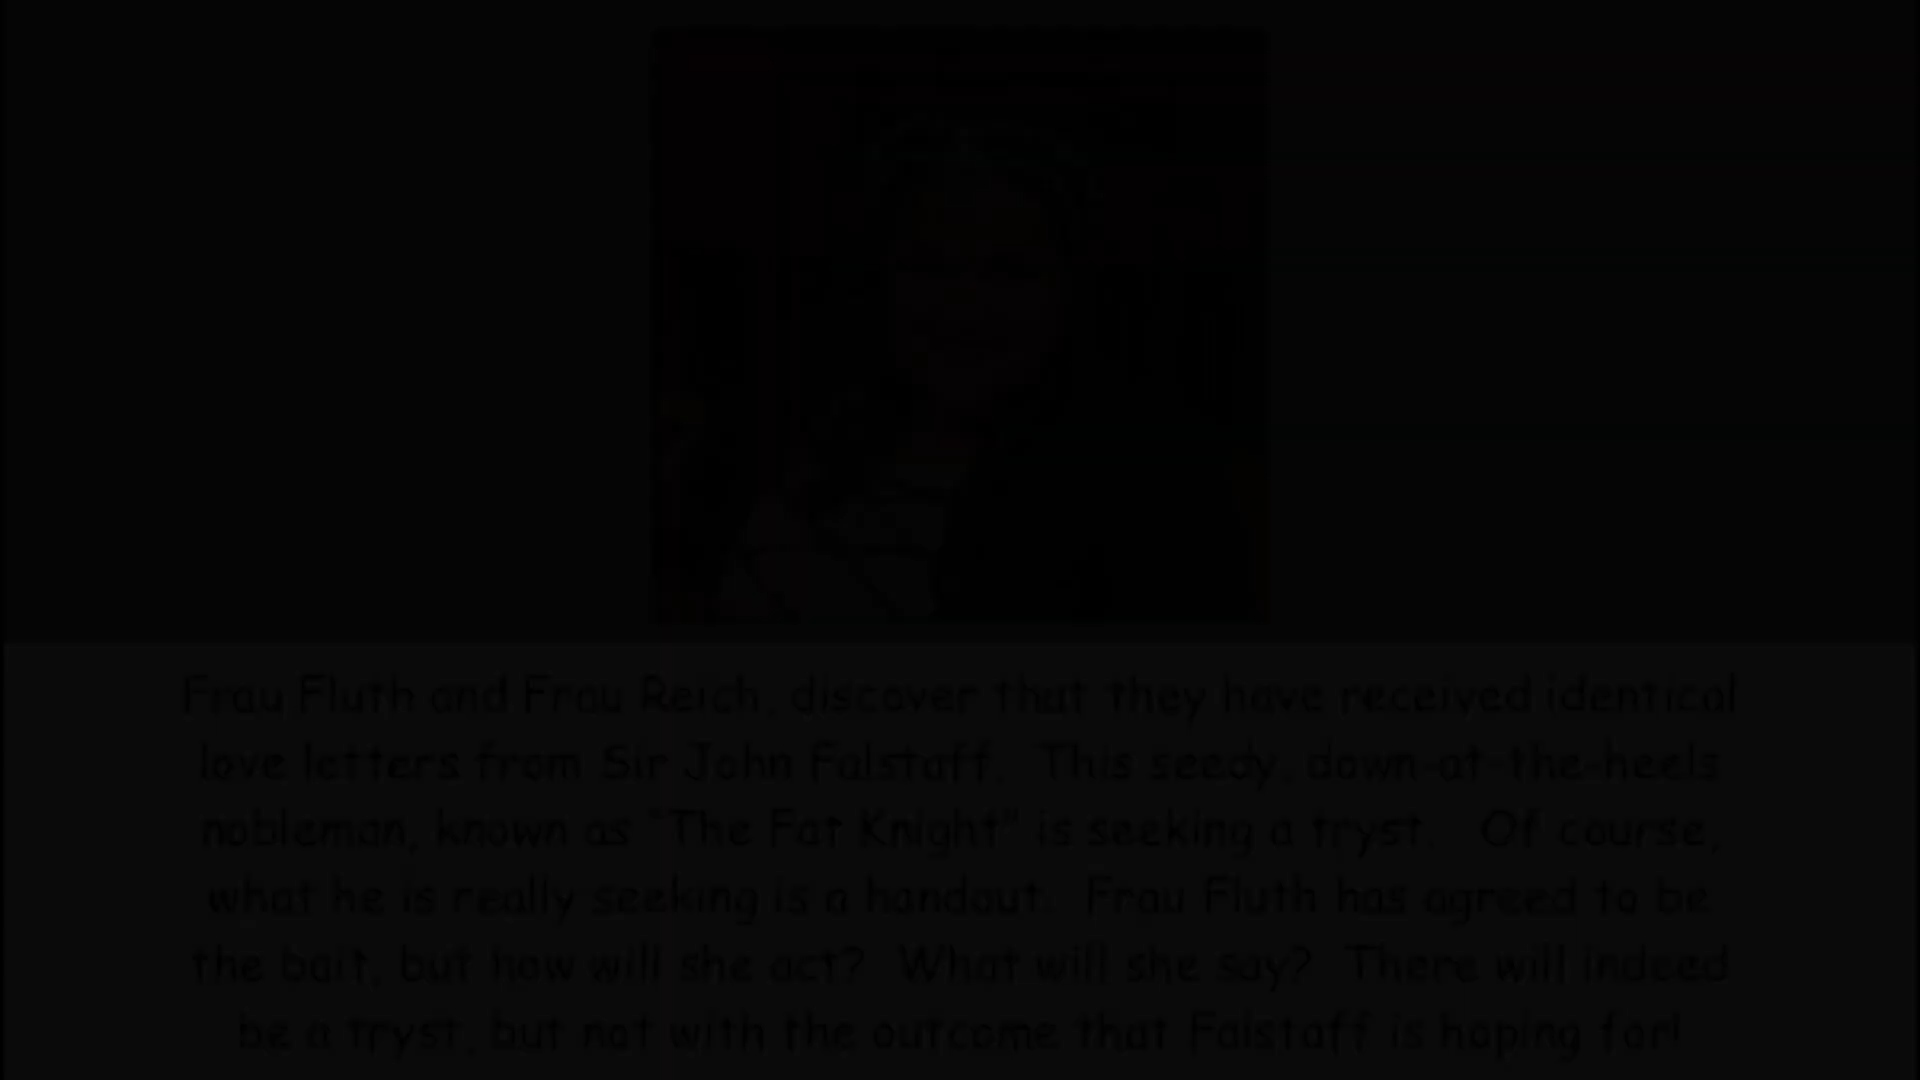 Frau Fluth and Frau Reich, discover that they have received identical
love letters from Sir John Falstaff.  This seedy, down-at-the-heels
nobleman, known as "The Fat Knight" is seeking a tryst.  Of course,
what he is really seeking is a handout.  Frau Fluth has agreed to be
the bait, but how will she act?  What will she say?  There will indeed
be a tryst, but not with the outcome that Falstaff is hoping for!